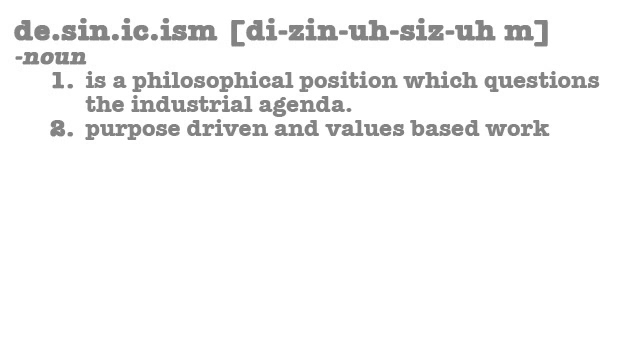 de.sin.ic.ism [di-zin-uh-siz-uh m]
-noun
1. is a philosophical position which questions
the industrial agenda.
2. purpose driven and values based work